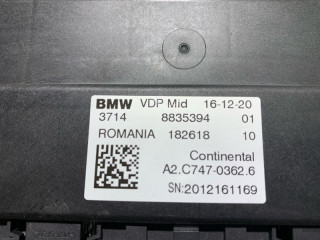 BMW VDP Mid 16-12-20
3714 8835394 01
ROMANIA 182618 10
Continental
A2.C747-0362.6
SN:2012161169